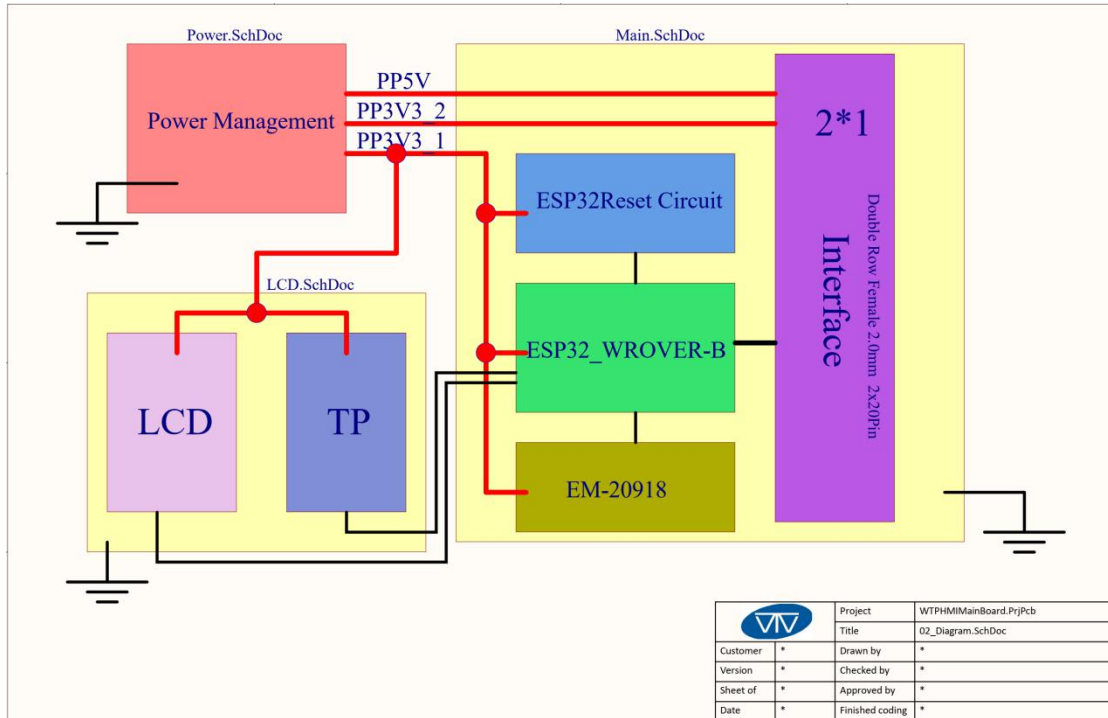 Power.SchDoc
Main.SchDoc
Power Management
PP5V
PP3V3_2
PP3V3_1
2*1
Interface
Double Row Female 2.0mm 2x20Pin
ESP32Reset Circuit
ESP32_WROVER-B
EM-20918
LCD.SchDoc
LCD
TP
VTV
Project WTPHMIMainBoard.PrjPcb
Title 02_Diagram.SchDoc
Customer * Drawn by *
Version * Checked by *
Sheet of * Approved by *
Date * Finished coding *